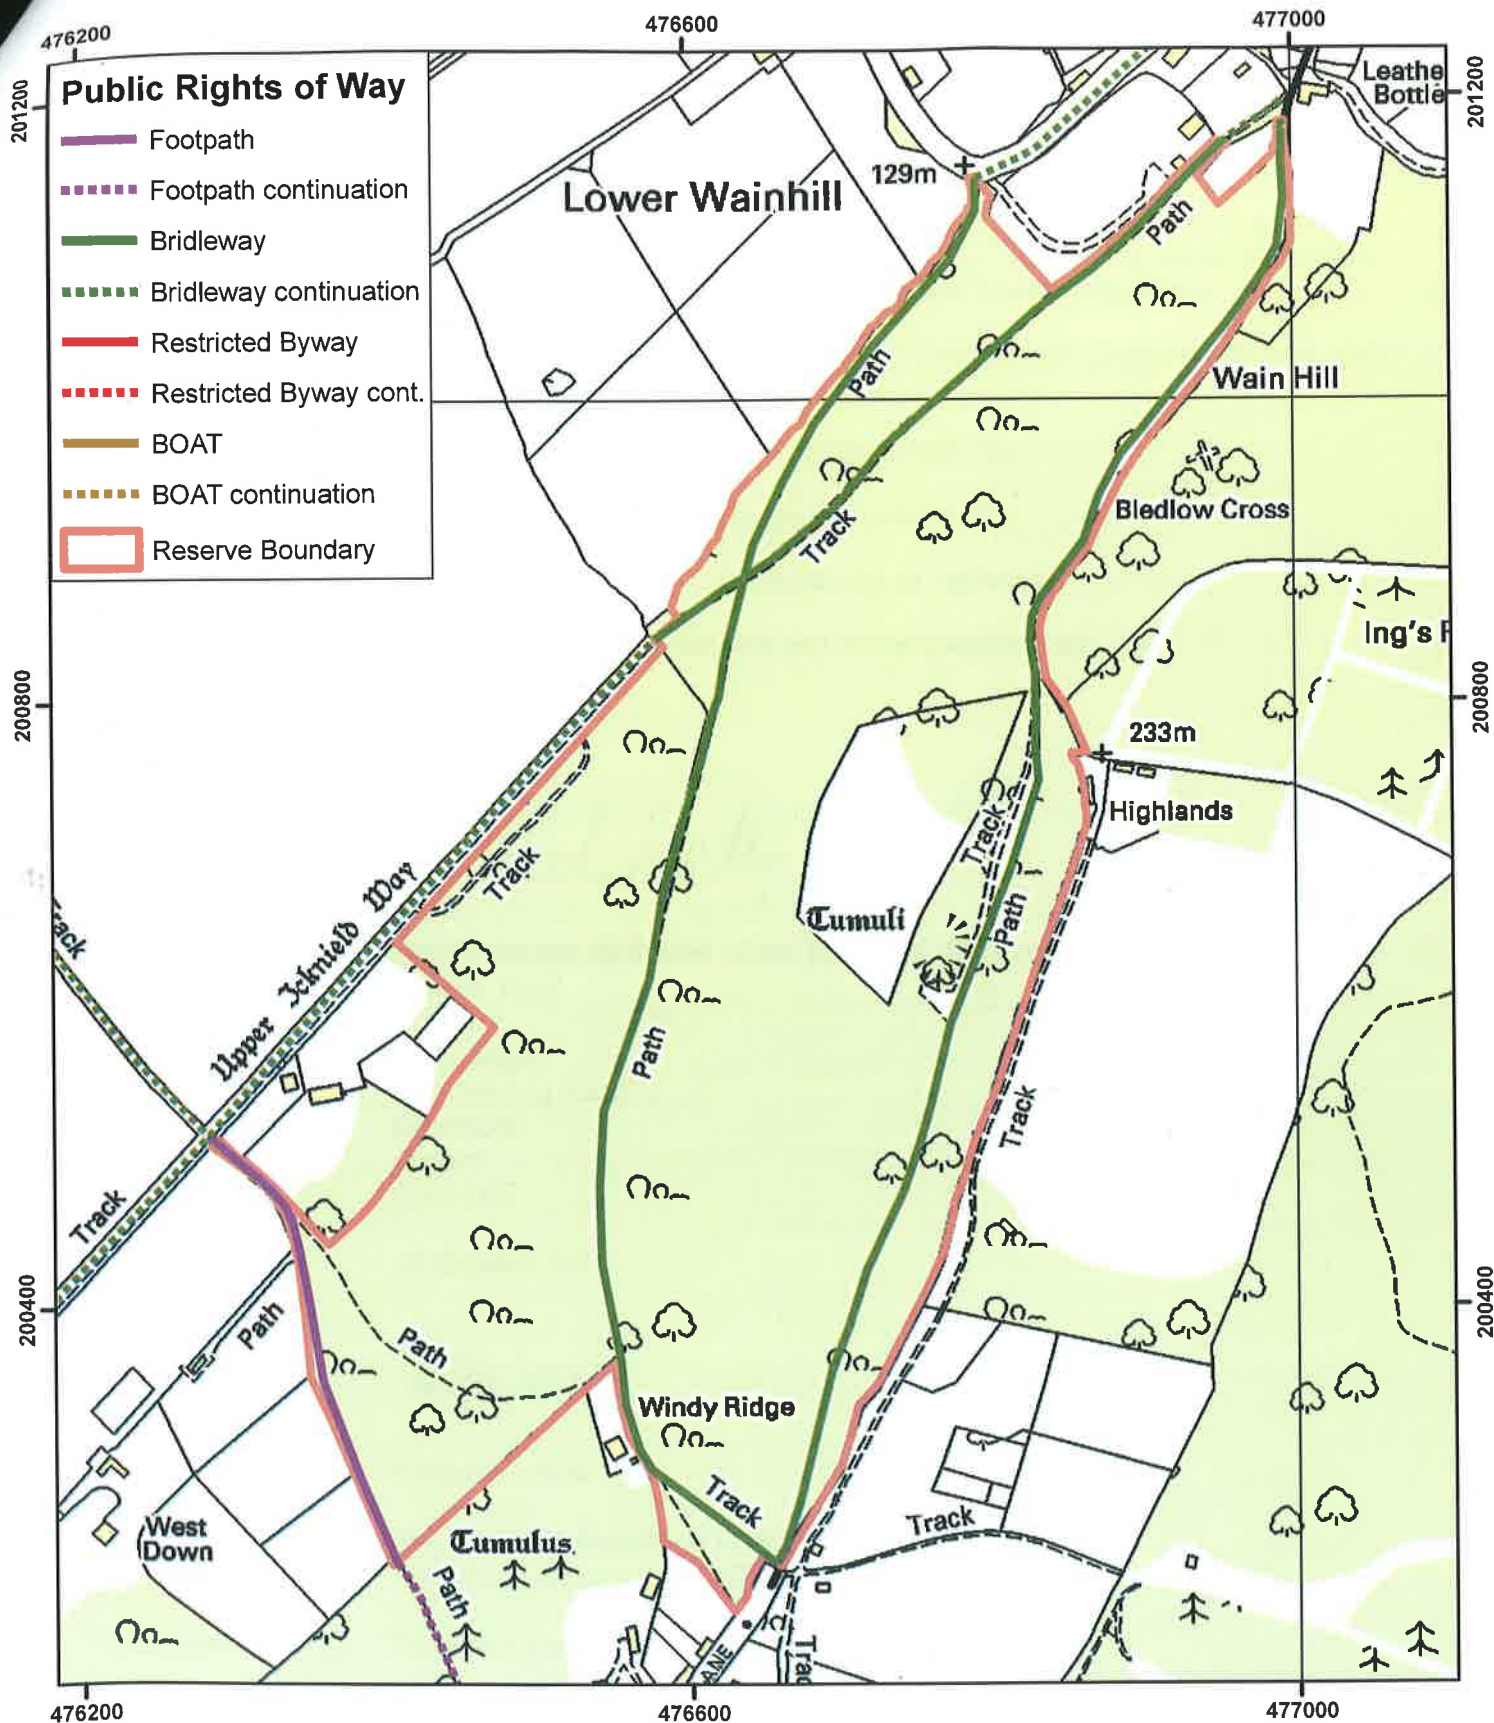 476200
476600
477000
201200
201200
Public Rights of Way
Footpath
Footpath continuation
Bridleway
Bridleway continuation
Restricted Byway
Restricted Byway cont.
BOAT
BOAT continuation
Reserve Boundary
Leathe
Bottle
129m
Lower Wainhill
Path
Path
Wain Hill
Track
Bledlow Cross
Ing's
200800
200800
233m
Highlands
Track
Track
Tumuli
Path
Upper Icknield Way
rack
Path
Track
Track
200400
200400
Path
Path
Windy Ridge
Track
Track
West
Down
Tumulus
Path
ANE
Trac
476200
476600
477000